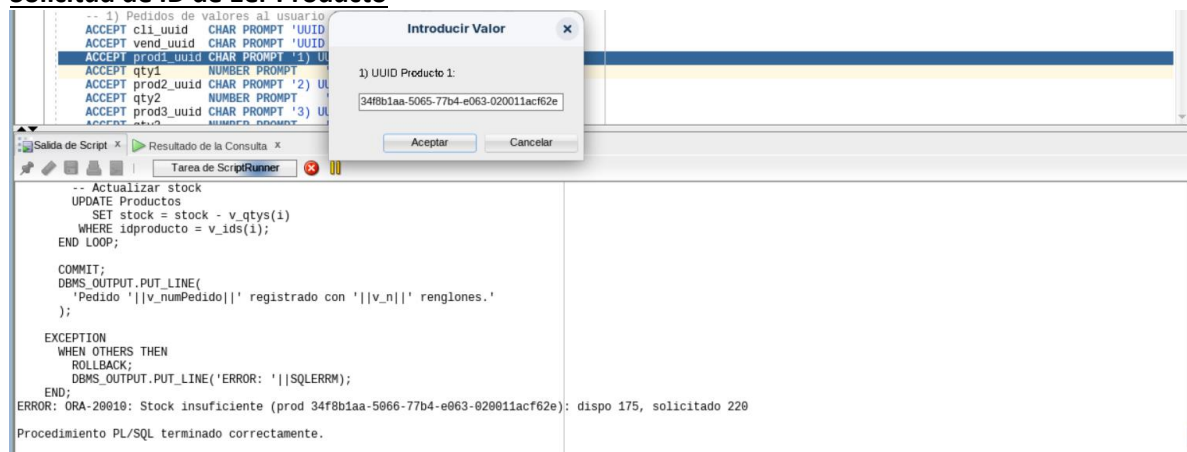 Solicitud de ID de 1er Producto
-- 1) Pedidos de valores al usuario
ACCEPT cli_uuid CHAR PROMPT 'UUID
ACCEPT vend_uuid CHAR PROMPT 'UUID
ACCEPT prod1_uuid CHAR PROMPT '1) UU
ACCEPT qty1 NUMBER PROMPT '
ACCEPT prod2_uuid CHAR PROMPT '2) UU
ACCEPT qty2 NUMBER PROMPT '
ACCEPT prod3_uuid CHAR PROMPT '3) UU
ACCEPT qty3 NUMBER PROMPT
Introducir Valor x
1) UUID Producto 1:
34f8b1aa-5065-77b4-e063-020011acf62e
Aceptar Cancelar
Salida de Script x Resultado de la Consulta x
Tarea de ScriptRunner
-- Actualizar stock
UPDATE Productos
SET stock = stock - v_qtys(i)
WHERE idproducto = v_ids(i);
END LOOP;
COMMIT;
DBMS_OUTPUT.PUT_LINE(
'Pedido '||v_numPedido||' registrado con '||v_n||' renglones.'
);
EXCEPTION
WHEN OTHERS THEN
ROLLBACK;
DBMS_OUTPUT.PUT_LINE('ERROR: '||SQLERRM);
END;
ERROR: ORA-20010: Stock insuficiente (prod 34f8b1aa-5066-77b4-e063-020011acf62e): dispo 175, solicitado 220
Procedimiento PL/SQL terminado correctamente.